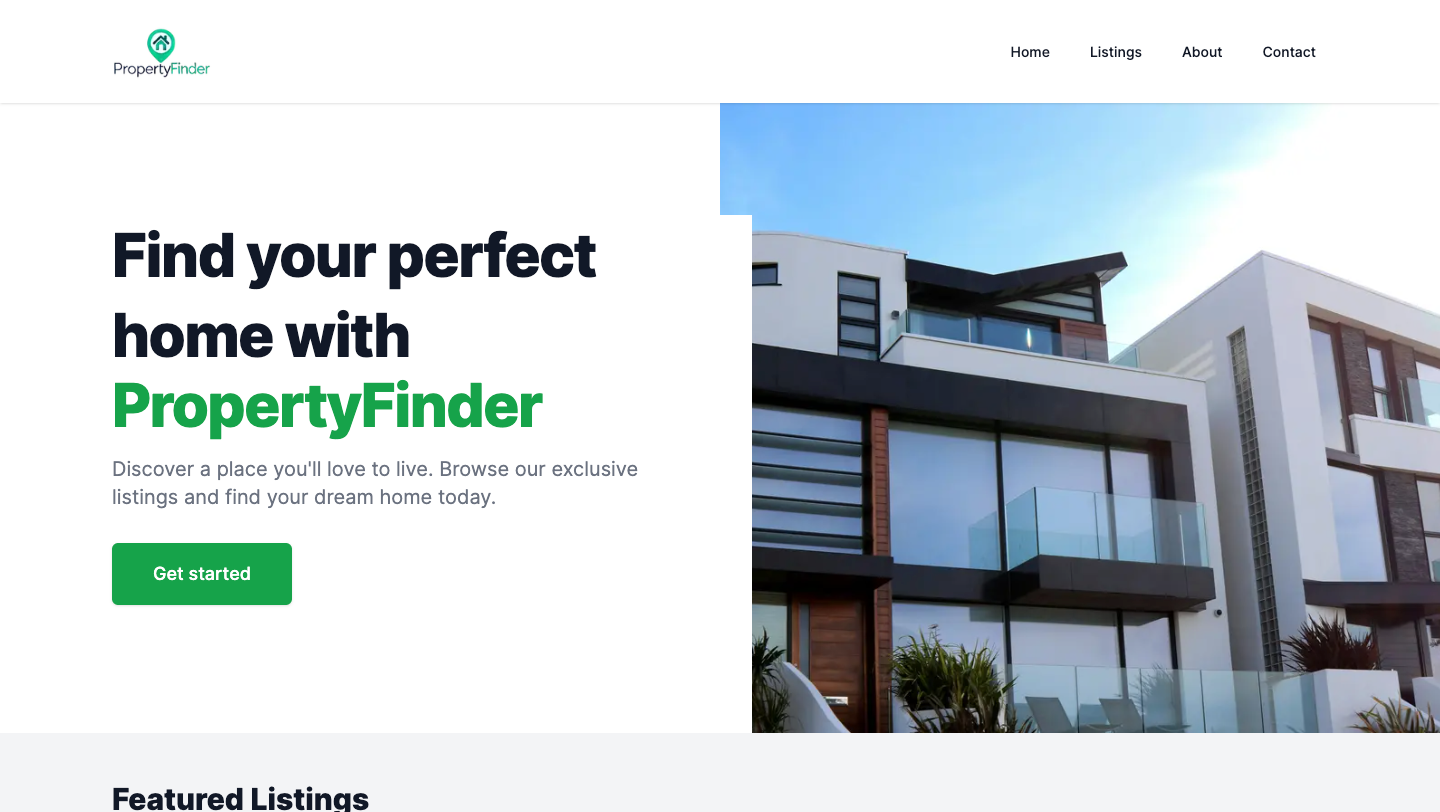 PropertyFinder
Home Listings About Contact
Find your perfect
home with
PropertyFinder
Discover a place you'll love to live. Browse our exclusive
listings and find your dream home today.
Get started
Featured Listings